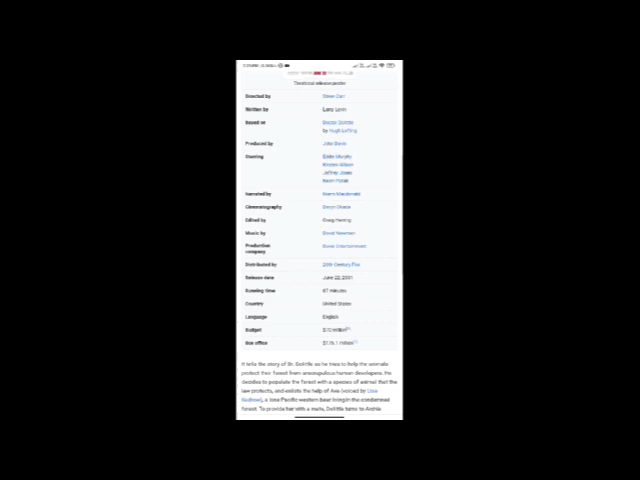 Theatrical release poster
Directed by Steve Carr
Written by Larry Levin
Based on Doctor Dolittle
by Hugh Lofting
Produced by John Davis
Starring Eddie Murphy
Kristen Wilson
Jeffrey Jones
Kevin Pollak
Narrated by Norm Macdonald
Cinematography Daryn Okada
Edited by Craig Herring
Music by David Newman
Production Davis Entertainment
company
Distributed by 20th Century Fox
Release date June 22, 2001
Running time 87 minutes
Country United States
Language English
Budget
Box office $176.1 million
It tells the story of Dr. Dolittle as he tries to help the animals
protect their forest from unscrupulous human developers. He
decides to populate the forest with a species of animal that the
law protects, and enlists the help of Ava (voiced by Lisa
Kudrow), a lone Pacific western bear living in the condemned
forest. To provide her with a mate, Dolittle turns to Archie